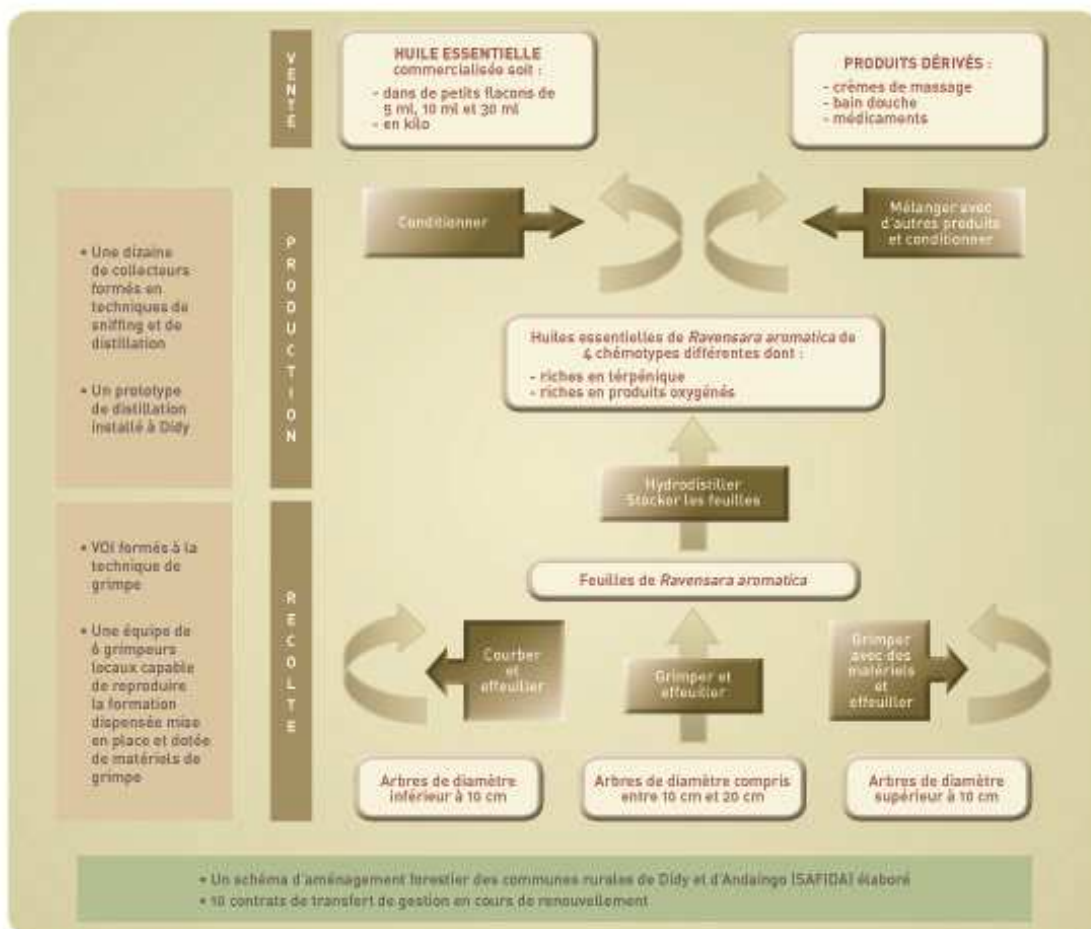 VENTE
HUILE ESSENTIELLE
commercialisée soit :
- dans de petits flacons de
5 ml, 10 ml et 30 ml
- en kilo
PRODUITS DÉRIVÉS :
- crèmes de massage
- bain douche
- médicaments
PRODUCTION
• Une dizaine
de collecteurs
formés en
techniques de
sniffing et de
distillation
• Un prototype
de distillation
installé à Didy
Conditionner
Mélanger avec
d'autres produits
et conditionner
Huiles essentielles de Ravensara aromatica de
4 chémotypes différentes dont :
- riches en térpénique
- riches en produits oxygénés
Hydrodistiller
Stocker les feuilles
RECOLTE
• VOI formés à la
technique de
grimpe
• Une équipe de
6 grimpeurs
locaux capable
de reproduire
la formation
dispensée mise
en place et dotée
de matériels de
grimpe
Feuilles de Ravensara aromatica
Courber
et
effeuiller
Grimper et
effeuiller
Grimper
avec des
matériels
et
effeuiller
Arbres de diamètre
inférieur à 10 cm
Arbres de diamètre compris
entre 10 cm et 20 cm
Arbres de diamètre
supérieur à 10 cm
• Un schéma d'aménagement forestier des communes rurales de Didy et d'Andaingo (SAFIDA) élaboré
• 10 contrats de transfert de gestion en cours de renouvellement